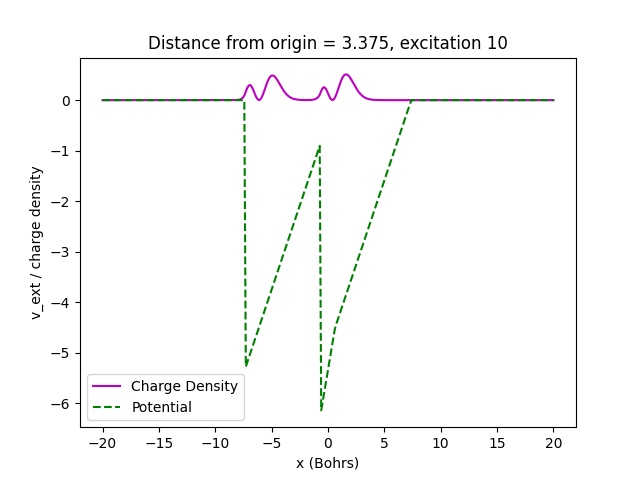 Distance from origin = 3.375, excitation 10
v_ext / charge density
0
−1
−2
−3
−4
−5
−6
Charge Density
Potential
−20 −15 −10 −5 0 5 10 15 20
x (Bohrs)